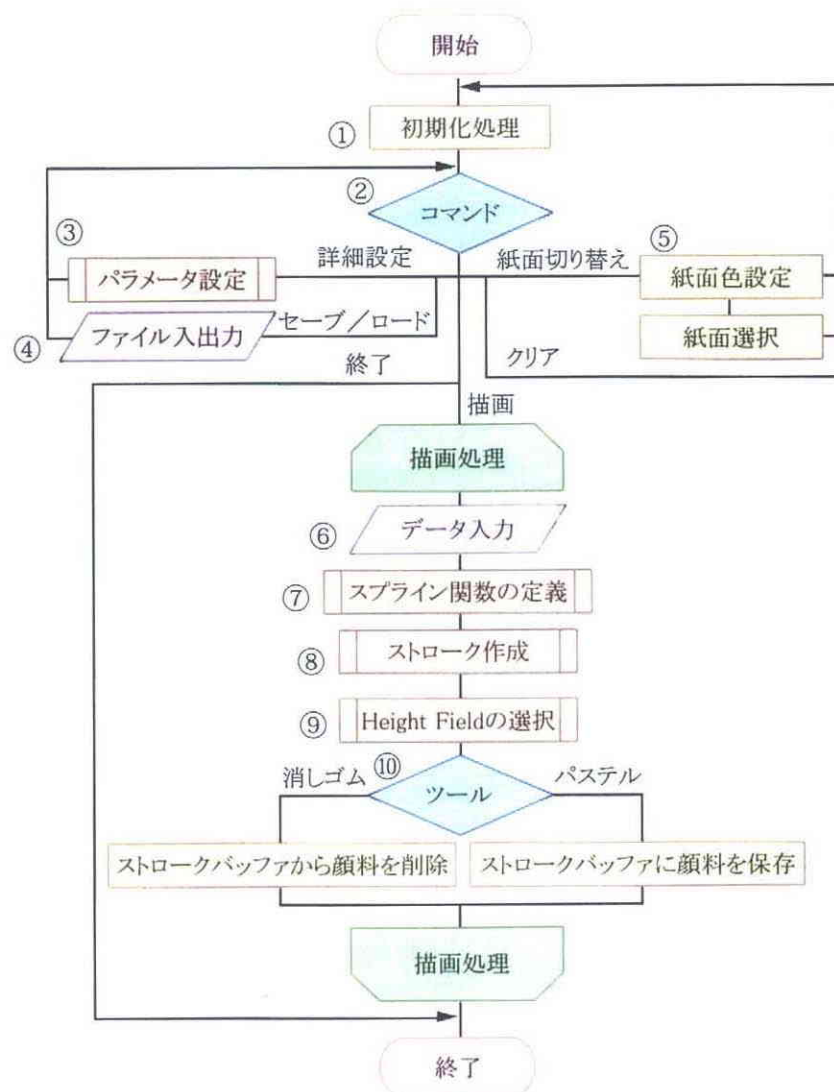 開始
① 初期化処理
② コマンド
③ パラメータ設定
詳細設定
紙面切り替え
⑤ 紙面色設定
④ ファイル入出力
セーブ／ロード
紙面選択
終了
クリア
描画
描画処理
⑥ データ入力
⑦ スプライン関数の定義
⑧ ストローク作成
⑨ Height Fieldの選択
消しゴム
⑩ ツール
パステル
ストロークバッファから顔料を削除
ストロークバッファに顔料を保存
描画処理
終了